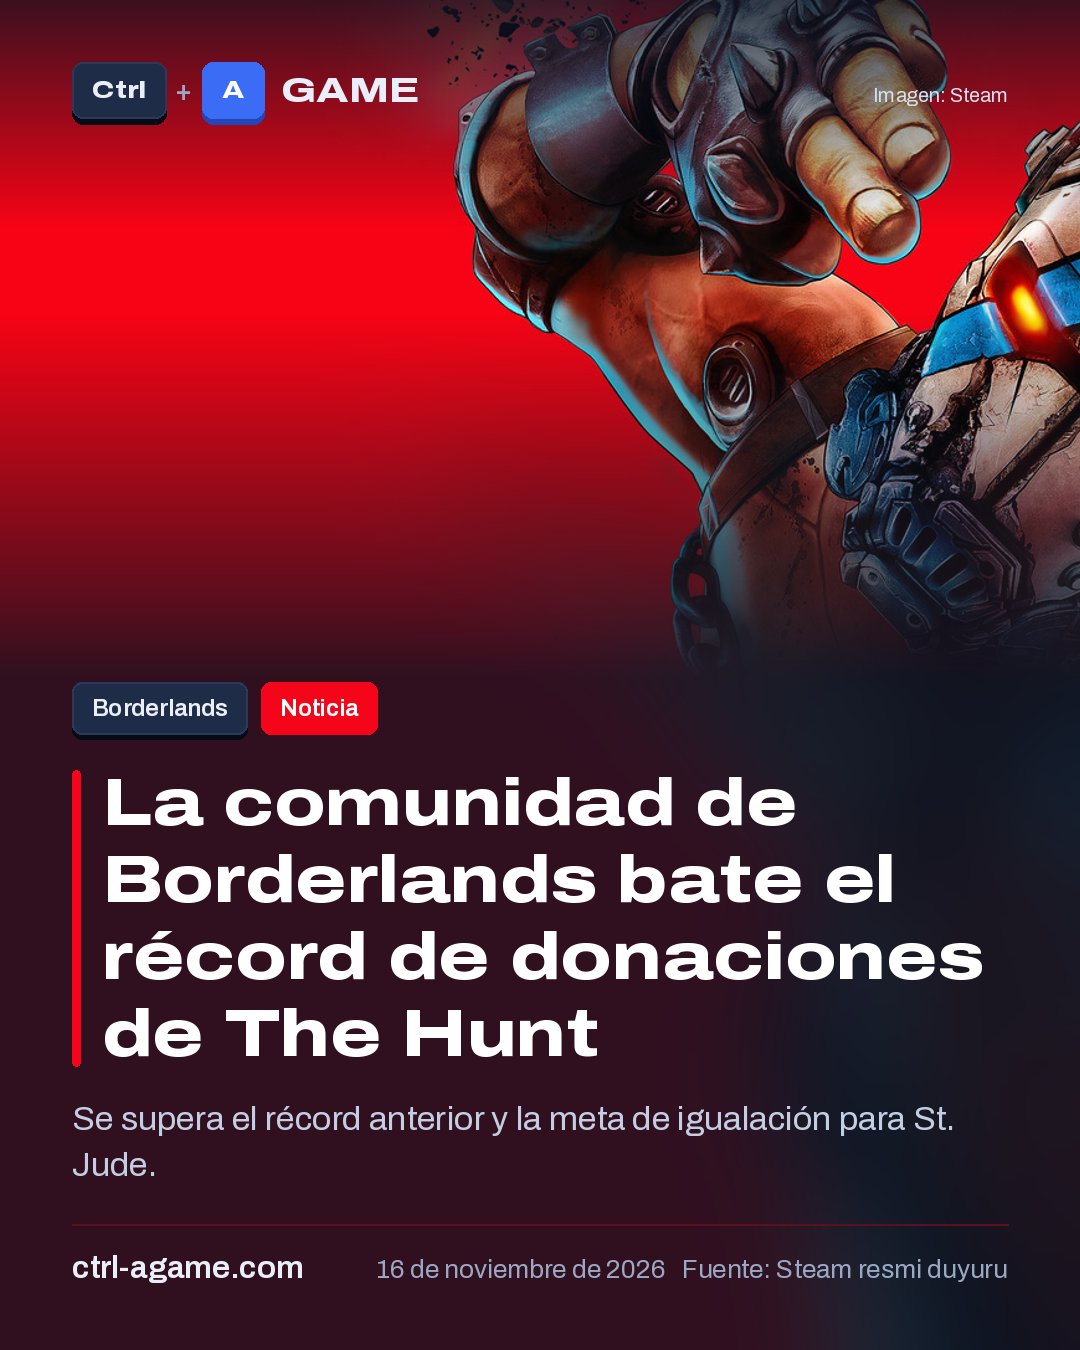 Ctrl + A GAME
Imagen: Steam
Borderlands Noticia
La comunidad de
Borderlands bate el
récord de donaciones
de The Hunt
Se supera el récord anterior y la meta de igualación para St.
Jude.
ctrl-agame.com 16 de noviembre de 2026 Fuente: Steam resmi duyuru